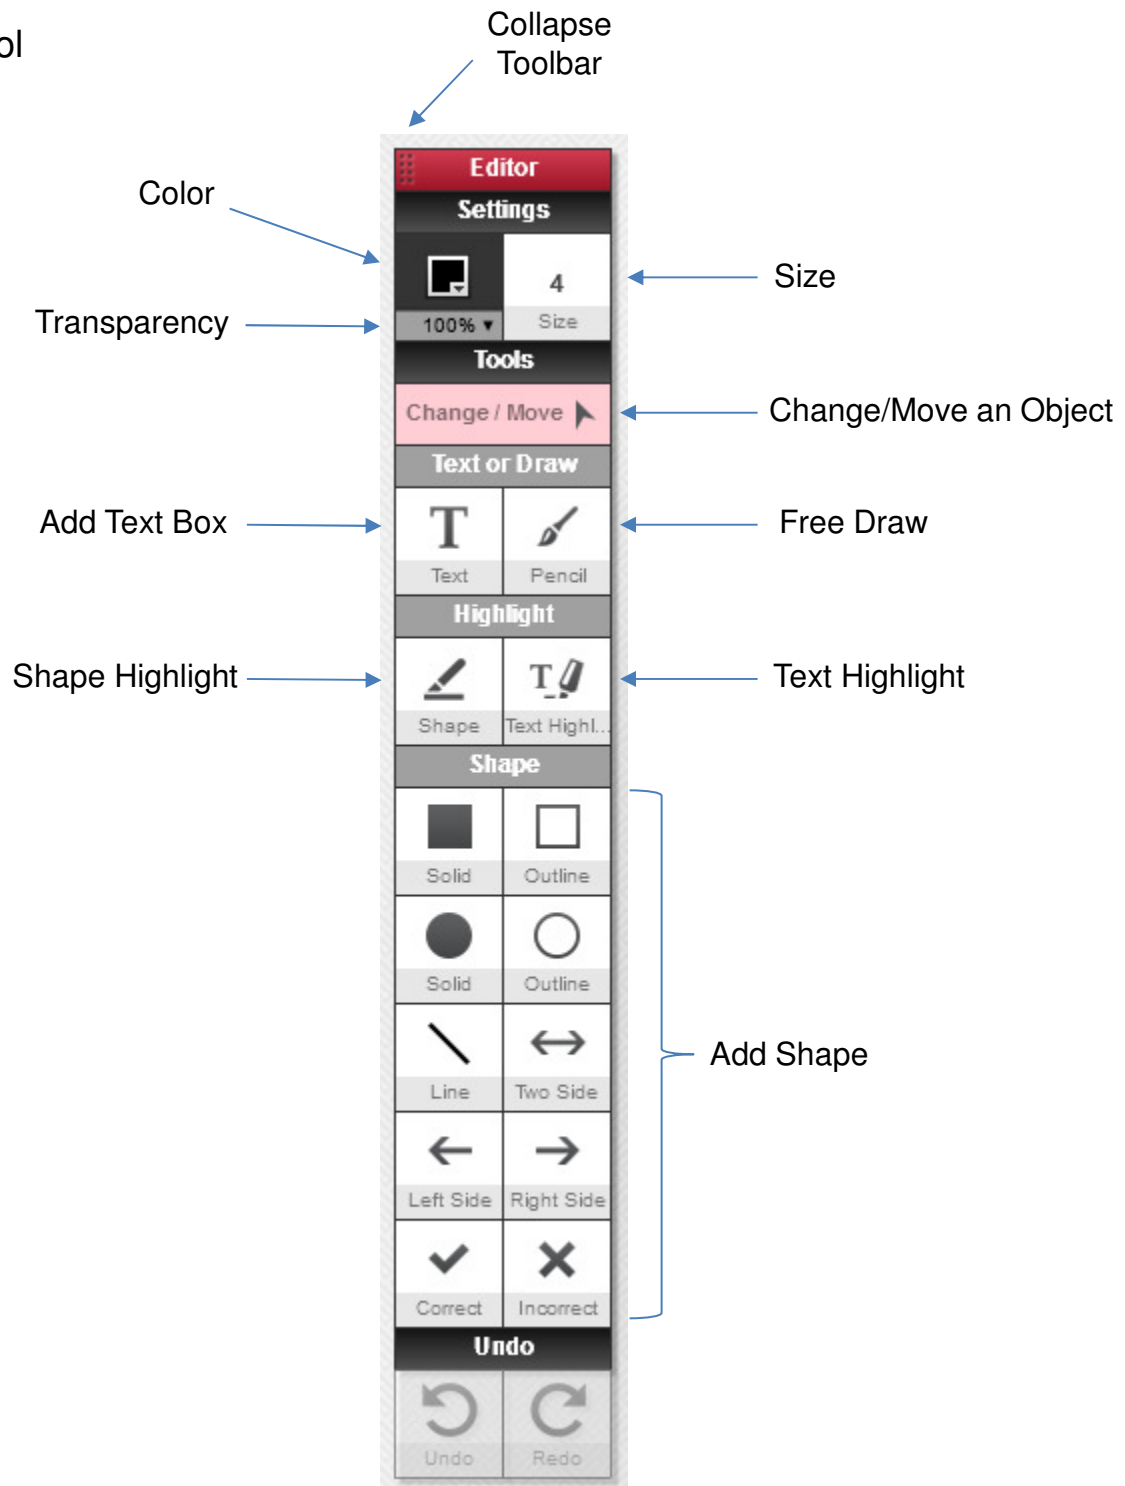 ol
Collapse
Toolbar
Editor
Color
Settings
4
Size
Size
Transparency
100%
Tools
Change / Move
Change/Move an Object
Text or Draw
Add Text Box
T
Free Draw
Text
Pencil
Highlight
Shape Highlight
T
Text Highlight
Shape
Text Highl...
Shape
Solid
Outline
Solid
Outline
Add Shape
Line
Two Side
Left Side
Right Side
Correct
Incorrect
Undo
Undo
Redo